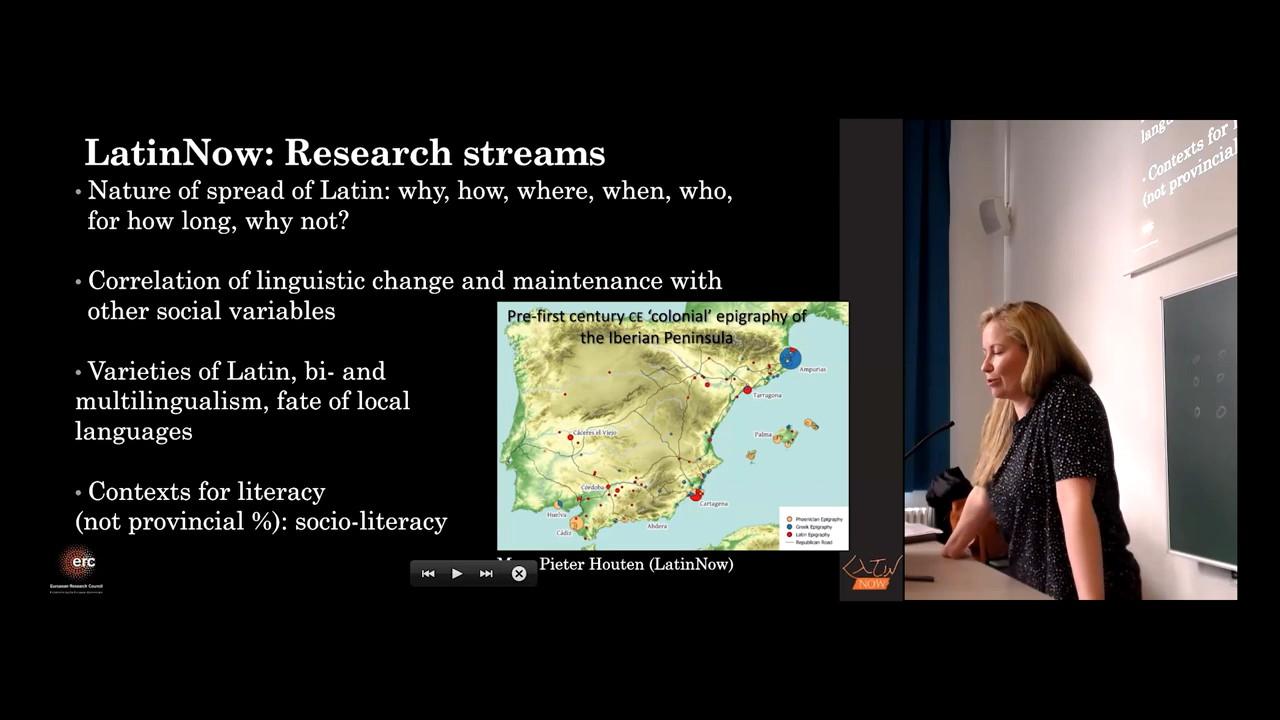 LatinNow: Research streams
• Nature of spread of Latin: why, how, where, when, who,
for how long, why not?
• Correlation of linguistic change and maintenance with
other social variables
• Varieties of Latin, bi- and
multilingualism, fate of local
languages
• Contexts for literacy
(not provincial %): socio-literacy
Pre-first century CE ‘colonial’ epigraphy of
the Iberian Peninsula
Ampurias
Tarragona
Palma
Cáceres el Viejo
Córdoba
Cartagena
Huelva
Cádiz
Abdera
Phoenician Epigraphy
Greek Epigraphy
Latin Epigraphy
Republican Road
Pieter Houten (LatinNow)
erc
European Research Council
LATIN
NOW
• Contexts for
(not provincial